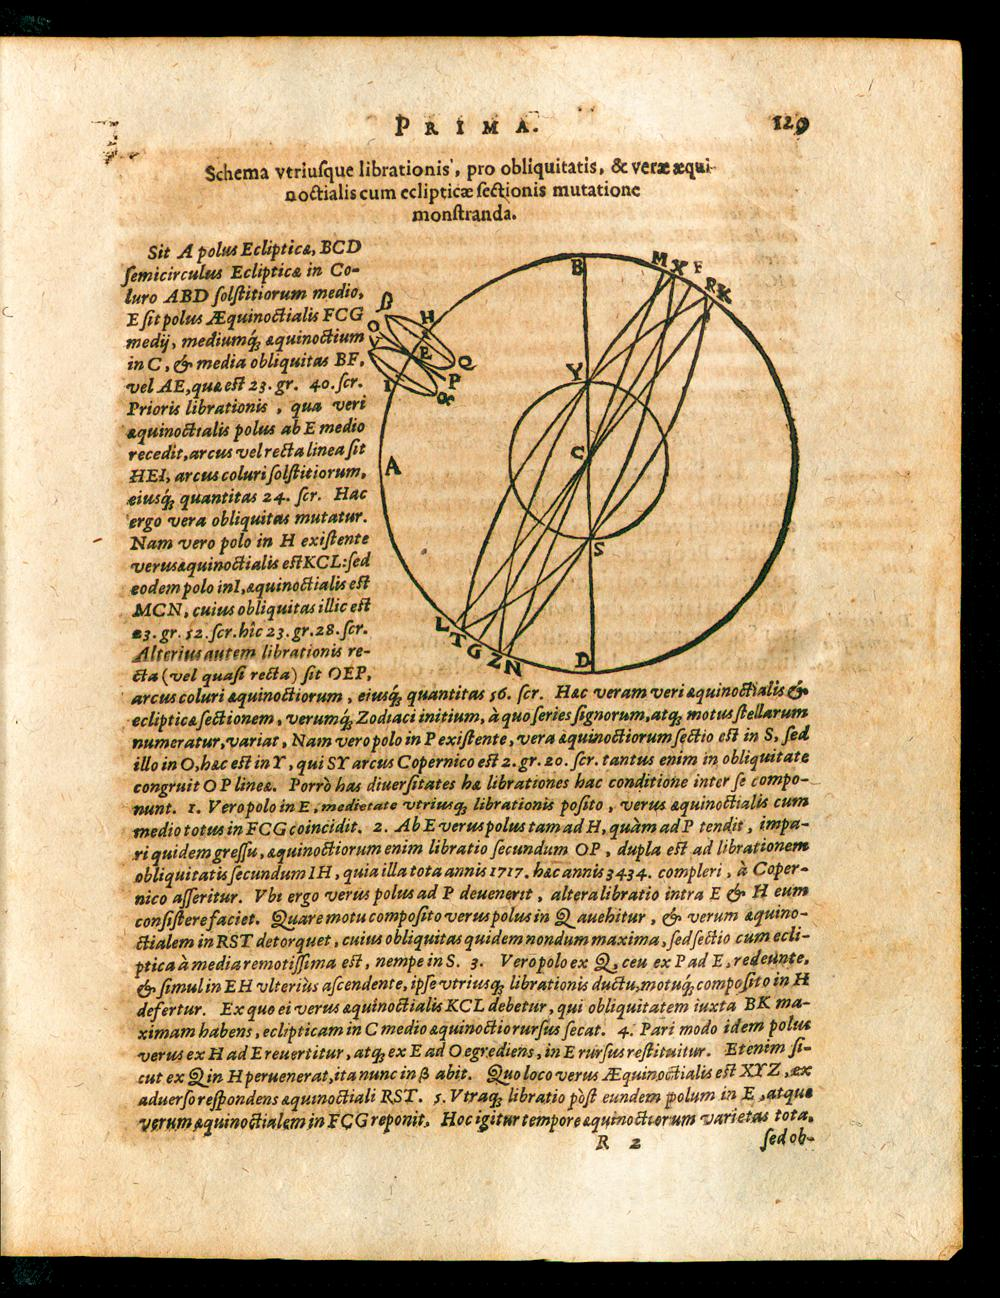 PRIMA. 129
Schema vtriuſque librationis, pro obliquitatis, & veræ æqui-
noctialis cum eclipticæ ſectionis mutatione
monſtranda.
Sit A polus Eclipticæ, BCD
ſemicirculus Eclipticæ in Co-
luro ABD ſolſtitiorum medio,
E ſit polus Æquinoctialis FCG
medij, mediumq́; æquinoctium
in C, & media obliquitas BF,
vel AE, quæ eſt 23. gr. 40. ſcr.
Prioris librationis, qua veri
æquinoctialis polus ab E medio
recedit, arcus vel recta linea ſit
HEI, arcus coluri ſolſtitiorum,
eiusq́; quantitas 24. ſcr. Hac
ergo vera obliquitas mutatur.
Nam vero polo in H exiſtente
verus æquinoctialis eſt KCL: ſed
eodem polo in I, æquinoctialis eſt
MCN, cuius obliquitas illic eſt
23. gr. 52. ſcr. hîc 23. gr. 28. ſcr.
Alterius autem librationis re-
cta (vel quaſi recta) ſit OEP,
arcus coluri æquinoctiorum, eiusq́; quantitas 56. ſcr. Hæc veram veri æquinoctialis &
eclipticæ ſectionem, verumq́; Zodiaci initium, à quo ſeries ſignorum, atq; motus ſtellarum
numeratur, variat, Nam vero polo in P exiſtente, vera æquinoctiorum ſectio eſt in S, ſed
illo in O, hæc eſt in Y, qui SY arcus Copernico eſt 2. gr. 20. ſcr. tantus enim in obliquitate
congruit OP lineæ. Porrò has diuerſitates hæ librationes hac conditione inter ſe compo-
nunt. 1. Vero polo in E, medietate vtriusq; librationis poſito, verus æquinoctialis cum
medio totus in FCG coincidit. 2. Ab E verus polus tam ad H, quàm ad P tendit, impa-
ri quidem greſſu, æquinoctiorum enim libratio ſecundum OP, dupla eſt ad librationem
obliquitatis ſecundum IH, quia illa tota annis 1717. hæc annis 3434. compleri, à Coper-
nico aſſeritur. Vbi ergo verus polus ad P deuenerit, altera libratio intra E & H eum
conſiſtere faciet. Quare motu compoſito verus polus in Q auehitur, & verum æquino-
ctialem in RST detorquet, cuius obliquitas quidem nondum maxima, ſed ſectio cum ecli-
ptica à media remotiſſima eſt, nempe in S. 3. Vero polo ex Q, ceu ex P ad E, redeunte,
& ſimul in EH vlteriùs aſcendente, ipſe vtriusq; librationis ductu, motuq́; compoſito in H
defertur. Ex quo ei verus æquinoctialis KCL debetur, qui obliquitatem iuxta BK ma-
ximam habens, eclipticam in C medio æquinoctio rurſus ſecat. 4. Pari modo idem polus
verus ex H ad E reuertitur, atq; ex E ad O egrediens, in E rurſus reſtituitur. Etenim ſi-
cut ex Q in H peruenerat, ita nunc in β abit. Quo loco verus Æquinoctialis eſt XYZ, ex
aduerſo reſpondens æquinoctiali RST. 5. Vtraq; libratio pòſt eundem polum in E, atque
verum æquinoctialem in FCG reponit. Hoc igitur tempore æquinoctiorum varietas tota,
R 2 ſed ob-
B
M X F
R K
β
O
V
H
E
Q
P
I
α
A
Y
C
S
L T G Z N
D